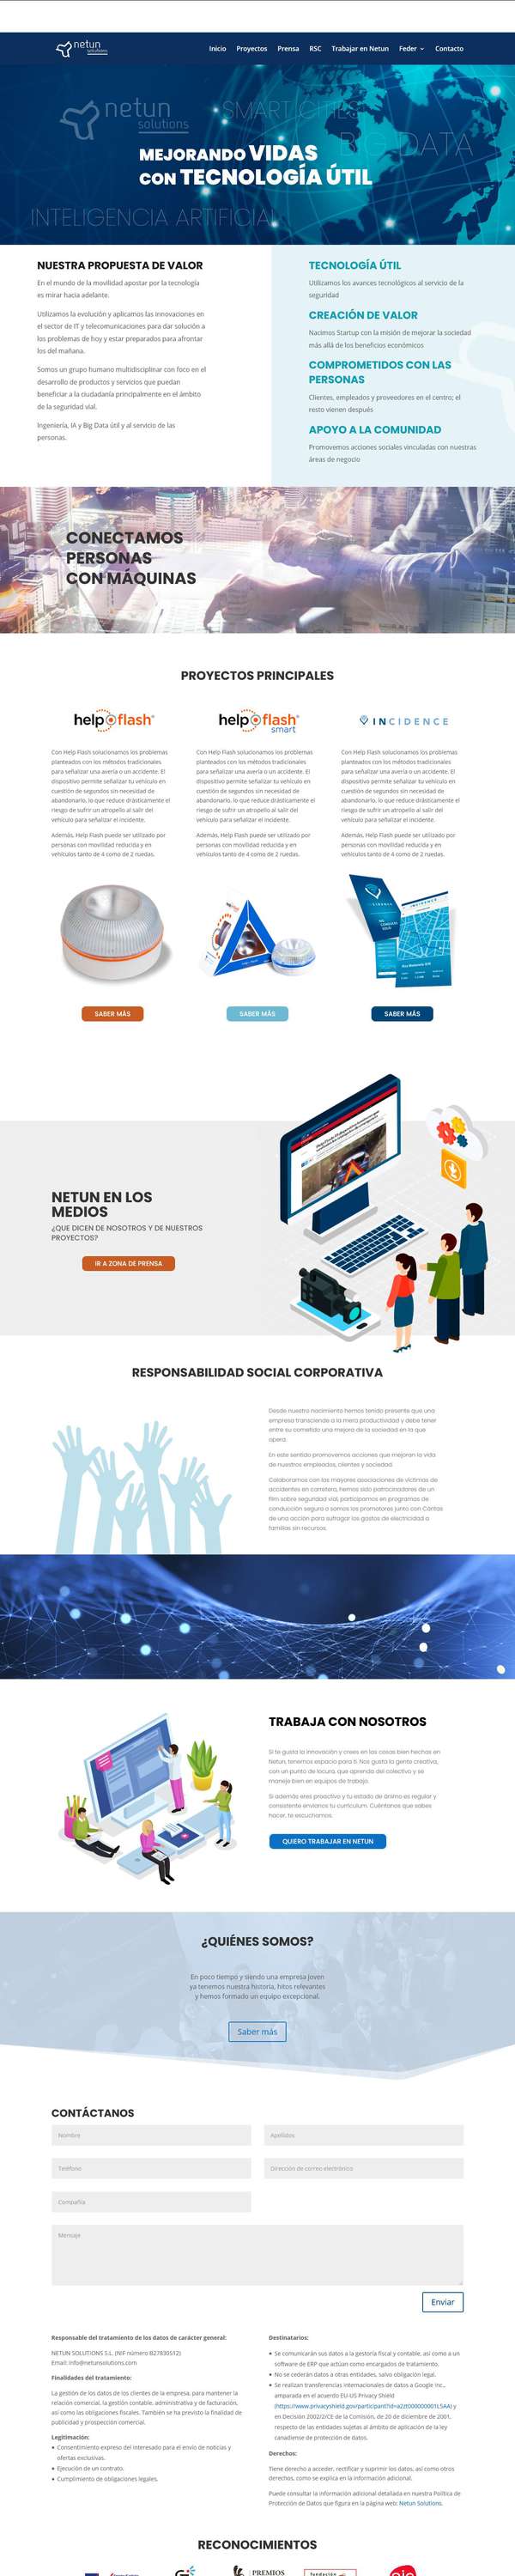 netun
solutions
Inicio Proyectos Prensa RSC Trabajar en Netun Feder Contacto
netun
solutions
SMART CITIES
BIG DATA
MEJORANDO VIDAS
CON TECNOLOGÍA ÚTIL
INTELIGENCIA ARTIFICIAL
NUESTRA PROPUESTA DE VALOR
En el mundo de la movilidad apostar por la tecnología
es mirar hacia adelante.
Utilizamos la evolución y aplicamos las innovaciones en
el sector de IT y telecomunicaciones para dar solución a
los problemas de hoy y estar preparados para afrontar
los del mañana.
Somos un grupo humano multidisciplinar con foco en el
desarrollo de productos y servicios que puedan
beneficiar a la ciudadanía principalmente en el ámbito
de la seguridad vial.
Ingeniería, IA y Big Data útil y al servicio de las
personas.
TECNOLOGÍA ÚTIL
Utilizamos los avances tecnológicos al servicio de la
seguridad
CREACIÓN DE VALOR
Nacimos Startup con la misión de mejorar la sociedad
más allá de los beneficios económicos
COMPROMETIDOS CON LAS
PERSONAS
Clientes, empleados y proveedores en el centro; el
resto vienen después
APOYO A LA COMUNIDAD
Promovemos acciones sociales vinculadas con nuestras
áreas de negocio
CONECTAMOS
PERSONAS
CON MÁQUINAS
PROYECTOS PRINCIPALES
help flash
Con Help Flash solucionamos los problemas
planteados con los métodos tradicionales
para señalizar una avería o un accidente. El
dispositivo permite señalizar tu vehículo en
cuestión de segundos sin necesidad de
abandonarlo, lo que reduce drásticamente el
riesgo de sufrir un atropello al salir del
vehículo para señalizar el incidente.
Además, Help Flash puede ser utilizado por
personas con movilidad reducida y en
vehículos tanto de 4 como de 2 ruedas.
SABER MÁS
help flash
smart
Con Help Flash solucionamos los problemas
planteados con los métodos tradicionales
para señalizar una avería o un accidente. El
dispositivo permite señalizar tu vehículo en
cuestión de segundos sin necesidad de
abandonarlo, lo que reduce drásticamente el
riesgo de sufrir un atropello al salir del
vehículo para señalizar el incidente.
Además, Help Flash puede ser utilizado por
personas con movilidad reducida y en
vehículos tanto de 4 como de 2 ruedas.
SABER MÁS
INCIDENCE
Con Help Flash solucionamos los problemas
planteados con los métodos tradicionales
para señalizar una avería o un accidente. El
dispositivo permite señalizar tu vehículo en
cuestión de segundos sin necesidad de
abandonarlo, lo que reduce drásticamente el
riesgo de sufrir un atropello al salir del
vehículo para señalizar el incidente.
Además, Help Flash puede ser utilizado por
personas con movilidad reducida y en
vehículos tanto de 4 como de 2 ruedas.
SABER MÁS
NETUN EN LOS
MEDIOS
¿QUE DICEN DE NOSOTROS Y DE NUESTROS
PROYECTOS?
IR A ZONA DE PRENSA
RESPONSABILIDAD SOCIAL CORPORATIVA
Desde nuestro nacimiento hemos tenido presente que una
empresa transciende a la mera productividad y debe tener
entre su cometido una mejora de la sociedad en la que
opera.
En este sentido promovemos acciones que mejoran la vida
de nuestros empleados, clientes y sociedad
Colaboramos con las mayores asociaciones de víctimas de
accidentes en carretera, hemos sido patrocinadores de un
film sobre seguridad vial, participamos en programas de
conducción segura o somos los promotores junto con Cáritas
de una acción para sufragar los gastos de electricidad a
familias sin recursos.
TRABAJA CON NOSOTROS
Si te gusta la innovación y crees en las cosas bien hechas en
Netun, tenemos espacio para ti. Nos gusta la gente creativa,
con un punto de locura, que aprenda del colectivo y se
maneje bien en equipos de trabajo.
Si además eres proactivo y tu estado de ánimo es regular y
consistente envíanos tu currículum. Cuéntanos que sabes
hacer, te escuchamos.
QUIERO TRABAJAR EN NETUN
¿QUIÉNES SOMOS?
En poco tiempo y siendo una empresa joven
ya tenemos nuestra historia, hitos relevantes
y hemos formado un equipo excepcional.
Saber más
CONTÁCTANOS
Nombre
Apellidos
Teléfono
Dirección de correo electrónico
Compañía
Mensaje
Enviar
Responsable del tratamiento de los datos de carácter general:
NETUN SOLUTIONS S.L. (NIF número B27830512)
Email: info@netunsolutions.com
Finalidades del tratamiento:
La gestión de los datos de los clientes de la empresa, para mantener la
relación comercial, la gestión contable, administrativa y de facturación,
así como las obligaciones fiscales. También se ha previsto la finalidad de
publicidad y prospección comercial.
Legitimación:
Consentimiento expreso del interesado para el envío de noticias y
ofertas exclusivas.
Ejecución de un contrato.
Cumplimiento de obligaciones legales.
Destinatarios:
Se comunicarán sus datos a la gestoría fiscal y contable, así como a un
software de ERP que actúan como encargados de tratamiento.
No se cederán datos a otras entidades, salvo obligación legal.
Se realizan transferencias internacionales de datos a Google Inc.,
amparada en el acuerdo EU-US Privacy Shield
(https://www.privacyshield.gov/participant?id=a2zt000000001L5AAI) y
en Decisión 2002/2/CE de la Comisión, de 20 de diciembre de 2001,
respecto de las entidades sujetas al ámbito de aplicación de la ley
canadiense de protección de datos.
Derechos:
Tiene derecho a acceder, rectificar y suprimir los datos, así como otros
derechos, como se explica en la información adicional.
Puede consultar la información adicional detallada en nuestra Política de
Protección de Datos que figura en la página web: Netun Solutions.
RECONOCIMIENTOS
PREMIOS
fundación